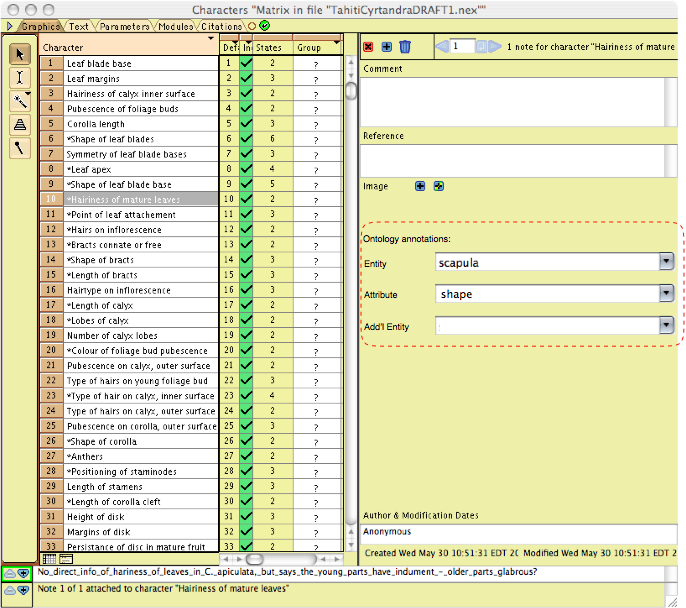 Characters "Matrix in file "TahitiCyrtandraDRAFT1.nex""
Graphics Text Parameters Modules Citations
Character Defa In States Group
1 Leaf blade base 1 2 ?
2 Leaf margins 2 3 ?
3 Hairiness of calyx inner surface 3 2 ?
4 Pubescence of foliage buds 4 2 ?
5 Corolla length 5 3 ?
6 *Shape of leaf blades 6 6 ?
7 Symmetry of leaf blade bases 7 3 ?
8 *Leaf apex 8 4 ?
9 *Shape of leaf blade base 9 5 ?
10 *Hairiness of mature leaves 10 2 ?
11 *Point of leaf attachement 11 3 ?
12 *Hairs on inflorescence 12 2 ?
13 *Bracts connate or free 13 2 ?
14 *Shape of bracts 14 3 ?
15 *Length of bracts 15 3 ?
16 Hairtype on inflorescence 16 2 ?
17 *Length of calyx 17 2 ?
18 *Lobes of calyx 18 2 ?
19 Number of calyx lobes 19 2 ?
20 *Colour of foliage bud pubescence 20 2 ?
21 Pubescence on calyx, outer surface 21 2 ?
22 Type of hairs on young foliage bud 22 3 ?
23 *Type of hair on calyx, inner surface 23 4 ?
24 Type of hairs on calyx, outer surface 24 2 ?
25 Pubescence on corolla, outer surface 25 3 ?
26 *Shape of corolla 26 2 ?
27 *Anthers 27 2 ?
28 *Positioning of staminodes 28 3 ?
29 Length of stamens 29 3 ?
30 *Length of corolla cleft 30 2 ?
31 Height of disk 31 3 ?
32 Margins of disk 32 3 ?
33 Persistance of disc in mature fruit 33 2 ?
1 1 note for character "Hairiness of mature
Comment
Reference
Image
Ontology annotations:
Entity scapula
Attribute shape
Add'l Entity
Author & Modification Dates
Anonymous
Created Wed May 30 10:51:31 EDT 20 Modified Wed May 30 10:51:31 EDT 2
No_direct_info_of_hariness_of_leaves_in_C._apiculata,_but_says_the_young_parts_have_indument_-_older_parts_glabrous?
Note 1 of 1 attached to character "Hairiness of mature leaves"